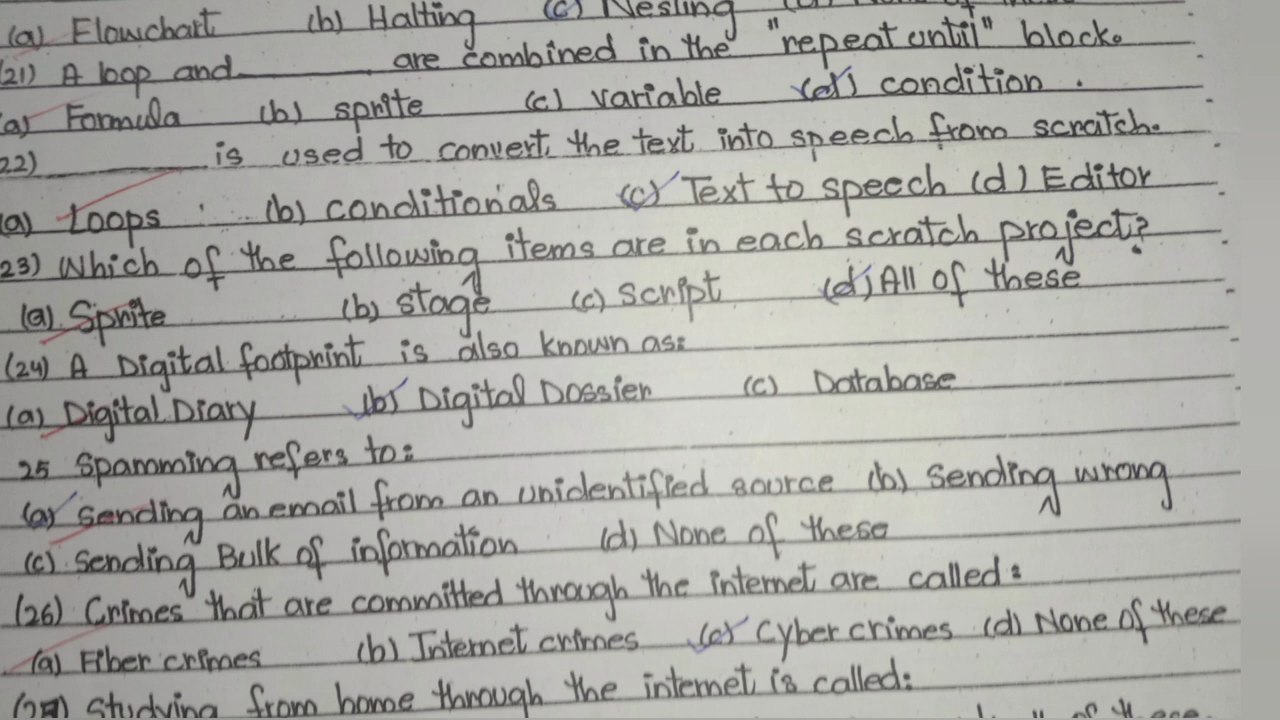 (a) Flowchart (b) Halting (c) Nesting
(21) A loop and ________ are combined in the "repeat until" block.
(a) Formula (b) sprite (c) variable (d) condition .
22) ________ is used to convert the text into speech from scratch.
(a) Loops (b) conditionals (c) Text to speech (d) Editor
23) Which of the following items are in each scratch project?
(a) Sprite (b) stage (c) Script (d) All of these
(24) A Digital footprint is also known as:
(a) Digital Diary (b) Digital Dossier (c) Database
25 Spamming refers to:
(a) Sending an email from an unidentified source (b) Sending wrong
(c) Sending Bulk of information (d) None of these
(26) Crimes that are committed through the internet are called:
(a) Fiber crimes (b) Internet crimes (c) Cyber crimes (d) None of these
(27) Studying from home through the internet is called: